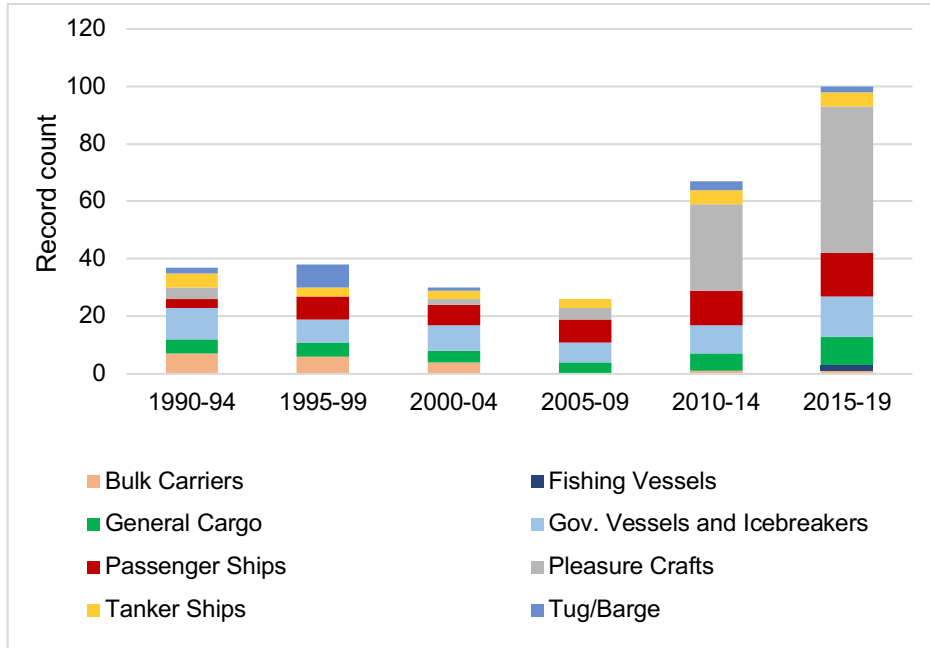 120
100
80
60
40
20
0
Record count
1990-94 1995-99 2000-04 2005-09 2010-14 2015-19
Bulk Carriers Fishing Vessels
General Cargo Gov. Vessels and Icebreakers
Passenger Ships Pleasure Crafts
Tanker Ships Tug/Barge